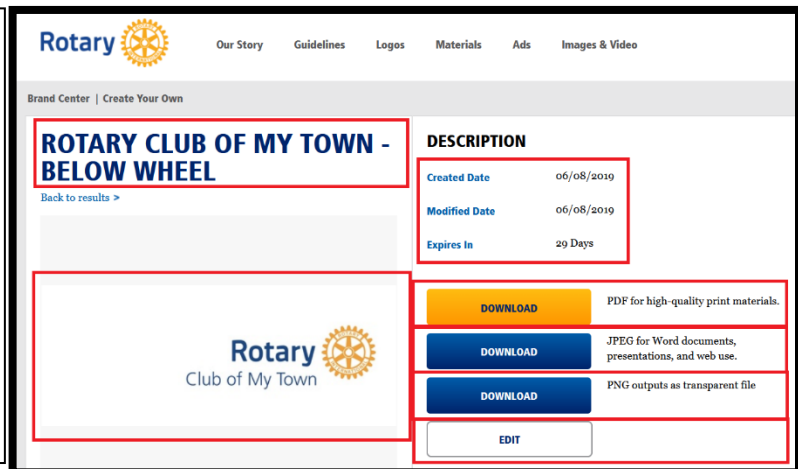 Rotary
Our Story Guidelines Logos Materials Ads Images & Video
Brand Center | Create Your Own
ROTARY CLUB OF MY TOWN -
BELOW WHEEL
Back to results >
Rotary
Club of My Town
DESCRIPTION
Created Date 06/08/2019
Modified Date 06/08/2019
Expires In 29 Days
DOWNLOAD PDF for high-quality print materials.
DOWNLOAD JPEG for Word documents,
presentations, and web use.
DOWNLOAD PNG outputs as transparent file
EDIT